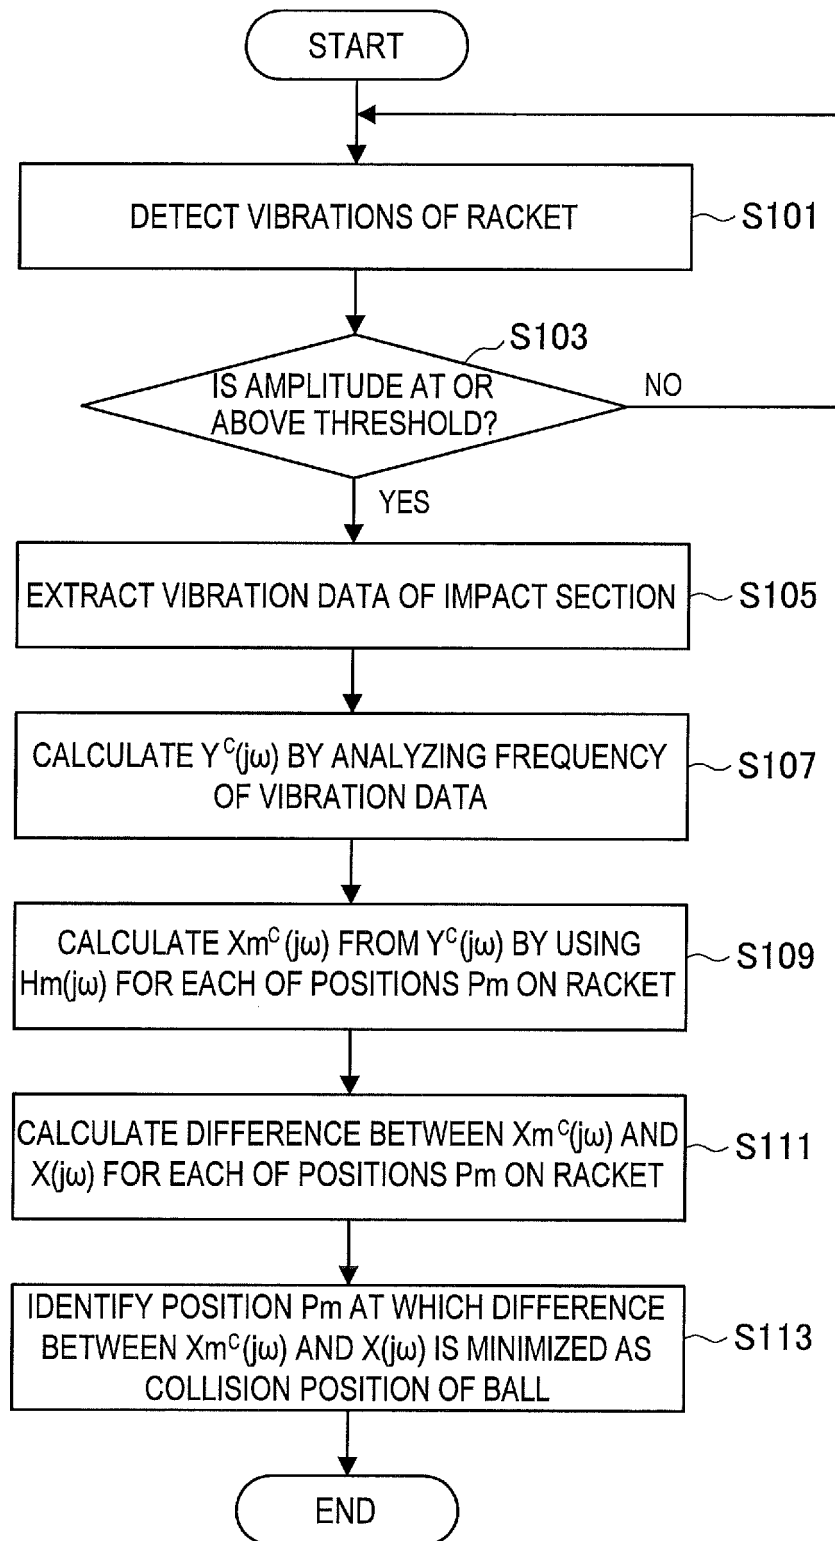 START
DETECT VIBRATIONS OF RACKET
S101
S103
IS AMPLITUDE AT OR
ABOVE THRESHOLD?
NO
YES
EXTRACT VIBRATION DATA OF IMPACT SECTION
S105
CALCULATE Y^C(jω) BY ANALYZING FREQUENCY
OF VIBRATION DATA
S107
CALCULATE Xm^C(jω) FROM Y^C(jω) BY USING
Hm(jω) FOR EACH OF POSITIONS Pm ON RACKET
S109
CALCULATE DIFFERENCE BETWEEN Xm^C(jω) AND
X(jω) FOR EACH OF POSITIONS Pm ON RACKET
S111
IDENTIFY POSITION Pm AT WHICH DIFFERENCE
BETWEEN Xm^C(jω) AND X(jω) IS MINIMIZED AS
COLLISION POSITION OF BALL
S113
END